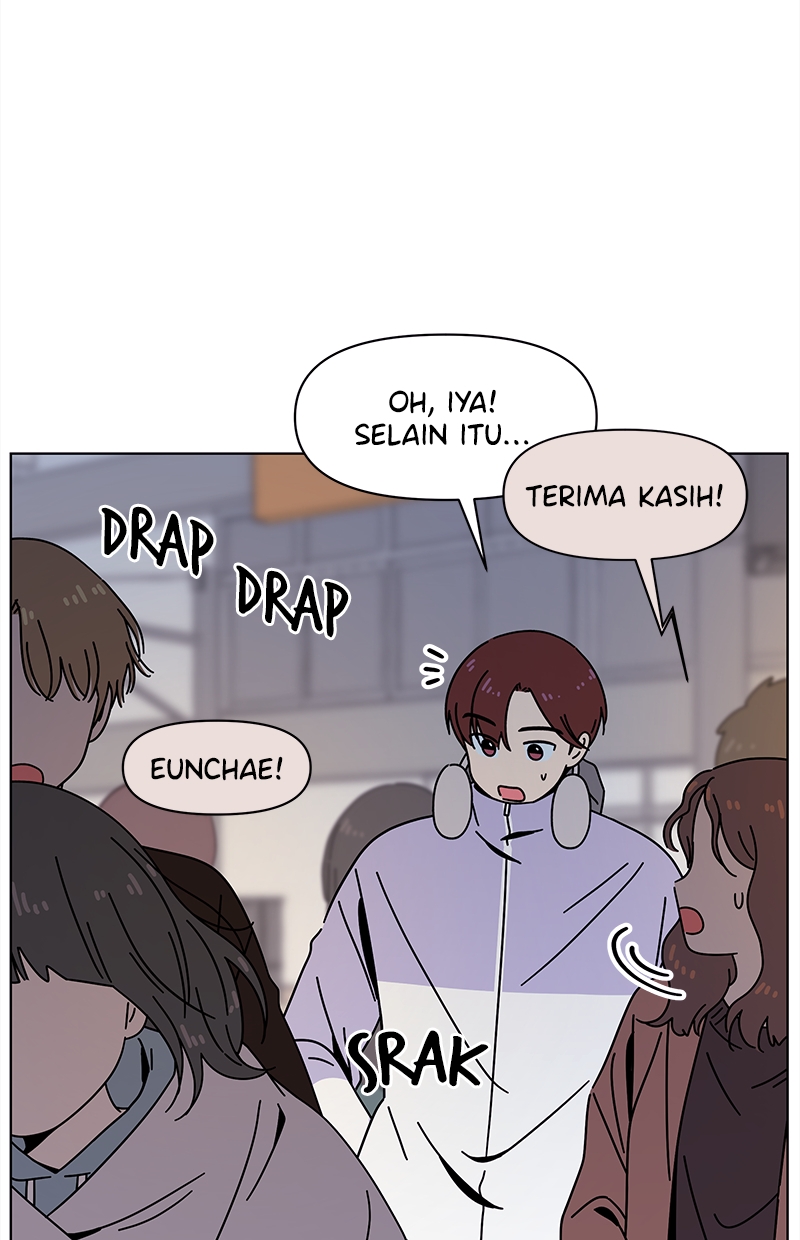 OH, IYA!
SELAIN ITU...
TERIMA KASIH!
DRAP
DRAP
EUNCHAE!
SRAK